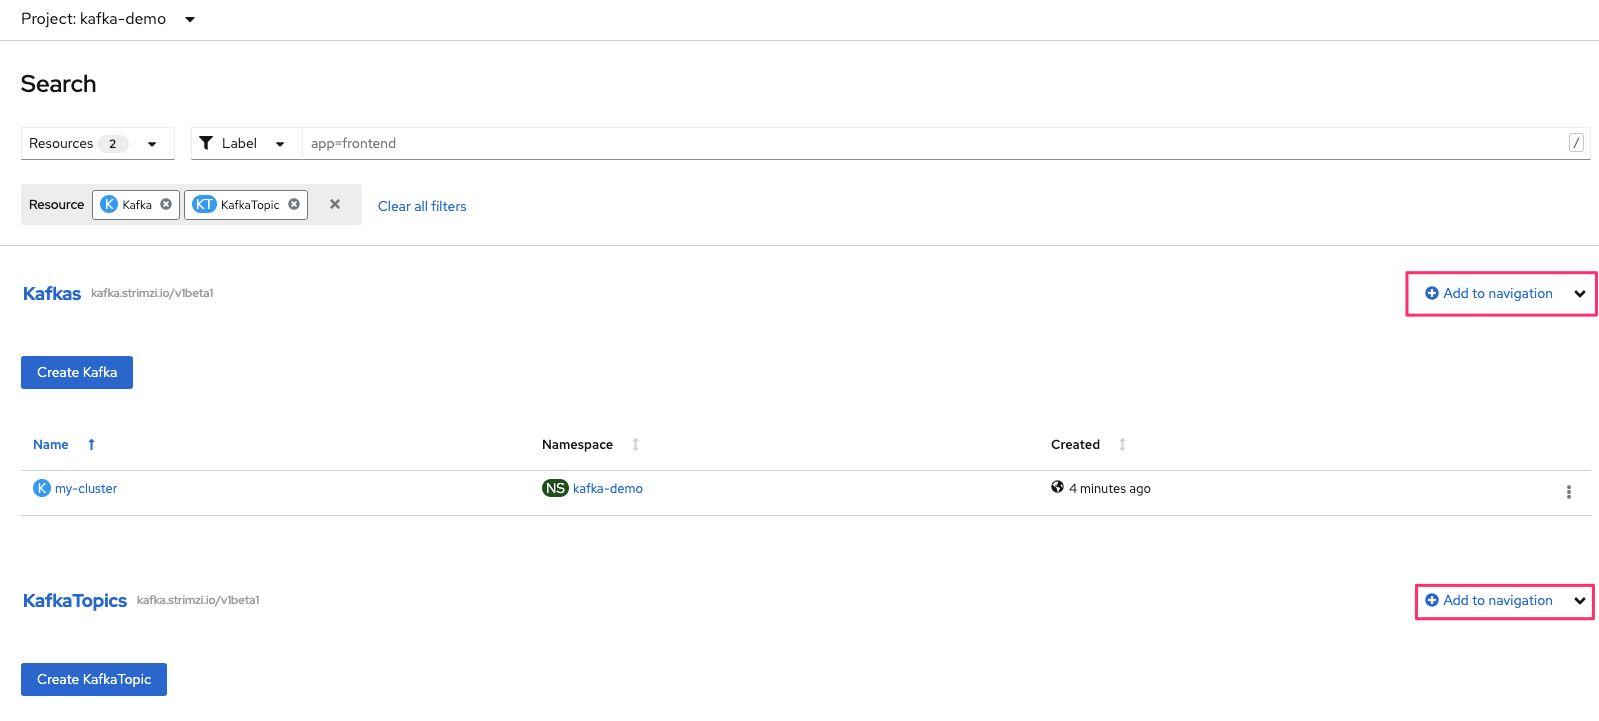 Project: kafka-demo
Search
Resources 2 Label app=frontend /
Resource K Kafka KT KafkaTopic Clear all filters
Kafkas kafka.strimzi.io/v1beta1 Add to navigation
Create Kafka
Name Namespace Created
K my-cluster NS kafka-demo 4 minutes ago
KafkaTopics kafka.strimzi.io/v1beta1 Add to navigation
Create KafkaTopic